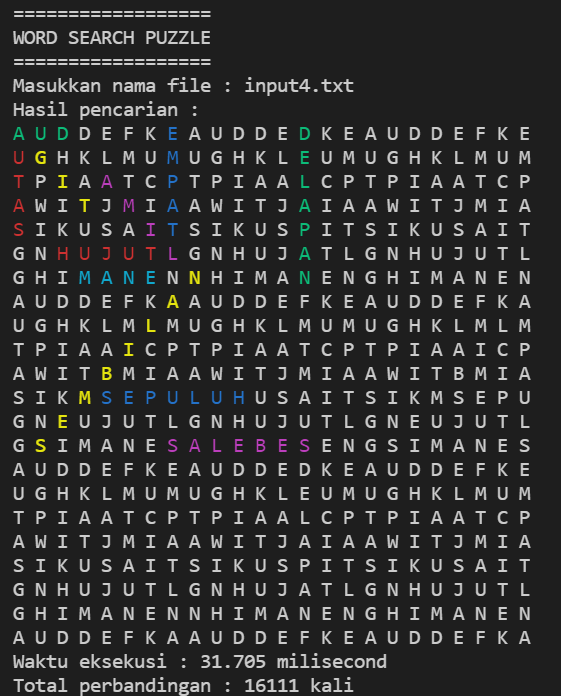 ==================
WORD SEARCH PUZZLE
==================
Masukkan nama file : input4.txt
Hasil pencarian :
A U D D E F K E A U D D E D K E A U D D E F K E
U G H K L M U M U G H K L E U M U G H K L M U M
T P I A A T C P T P I A A L C P T P I A A T C P
A W I T J M I A A W I T J A I A A W I T J M I A
S I K U S A I T S I K U S P I T S I K U S A I T
G N H U J U T L G N H U J A T L G N H U J U T L
G H I M A N E N N H I M A N E N G H I M A N E N
A U D D E F K A A U D D E F K E A U D D E F K A
U G H K L M L M U G H K L M U M U G H K L M L M
T P I A A I C P T P I A A T C P T P I A A I C P
A W I T B M I A A W I T J M I A A W I T B M I A
S I K M S E P U L U H U S A I T S I K M S E P U
G N E U J U T L G N H U J U T L G N E U J U T L
G S I M A N E S A L E B E S E N G S I M A N E S
A U D D E F K E A U D D E D K E A U D D E F K E
U G H K L M U M U G H K L E U M U G H K L M U M
T P I A A T C P T P I A A L C P T P I A A T C P
A W I T J M I A A W I T J A I A A W I T J M I A
S I K U S A I T S I K U S P I T S I K U S A I T
G N H U J U T L G N H U J A T L G N H U J U T L
G H I M A N E N N H I M A N E N G H I M A N E N
A U D D E F K A A U D D E F K E A U D D E F K A
Waktu eksekusi : 31.705 milisecond
Total perbandingan : 16111 kali